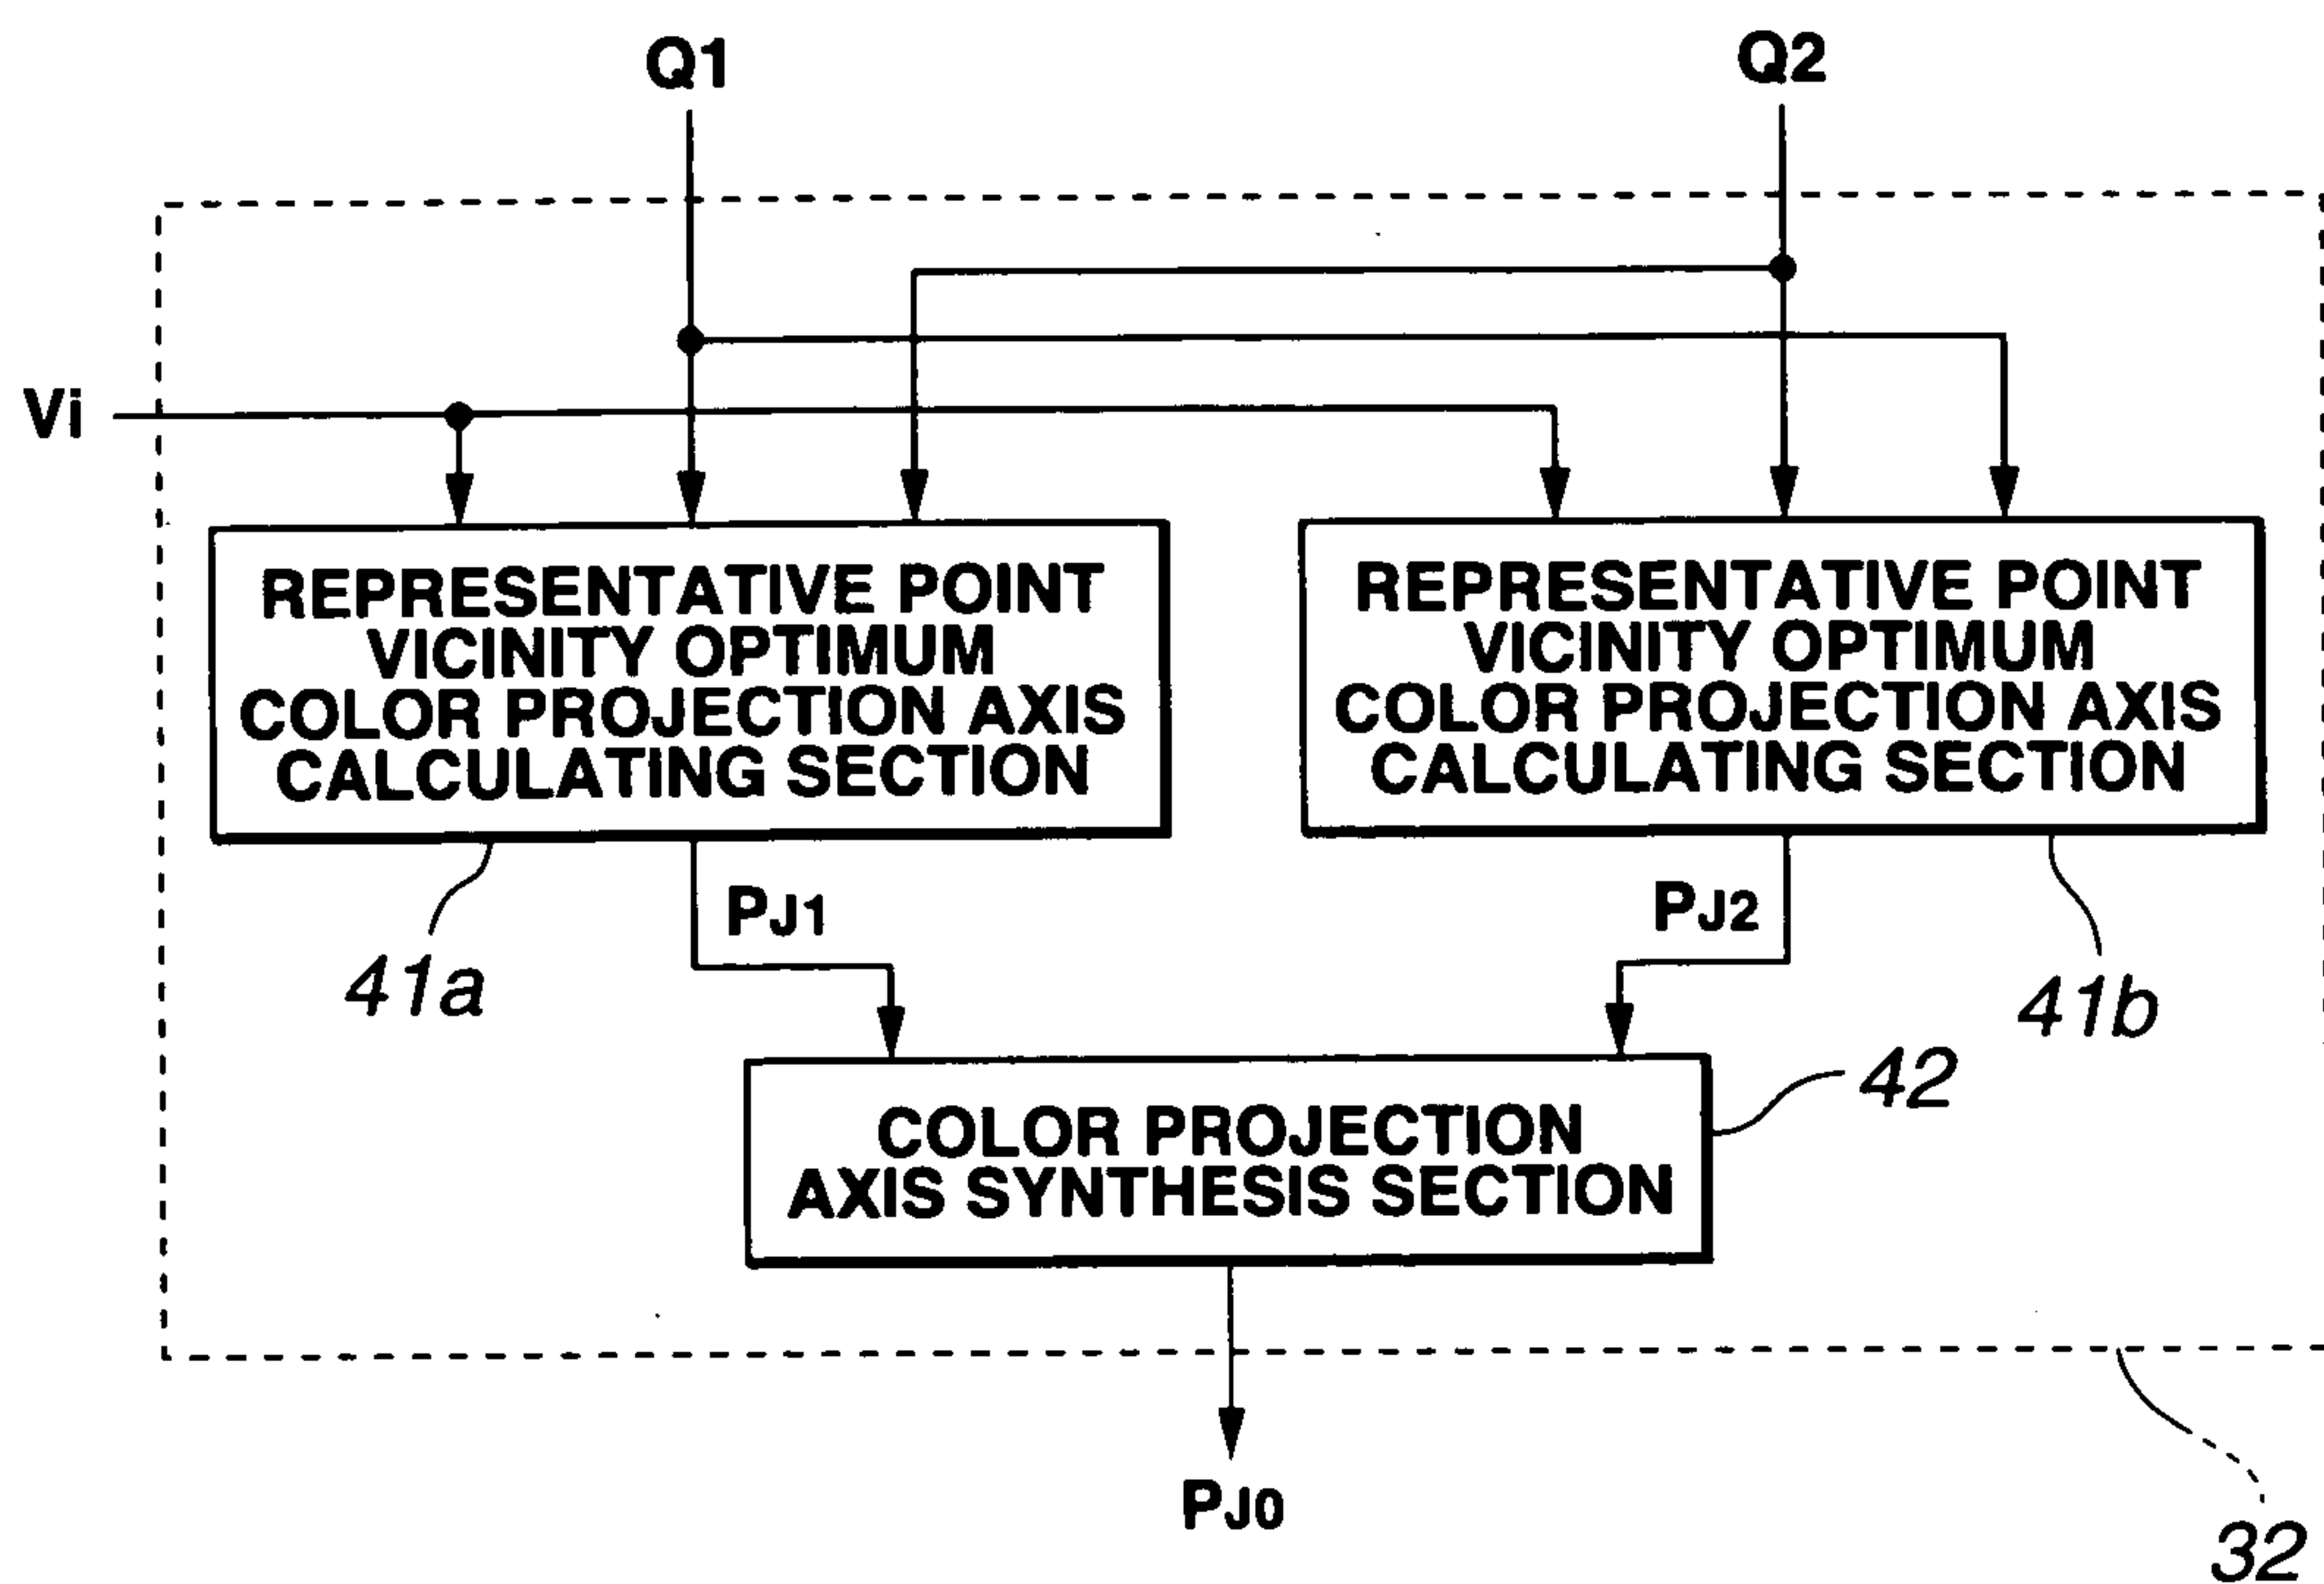 Q1
Q2
Vi
REPRESENTATIVE POINT
VICINITY OPTIMUM
COLOR PROJECTION AXIS
CALCULATING SECTION
REPRESENTATIVE POINT
VICINITY OPTIMUM
COLOR PROJECTION AXIS
CALCULATING SECTION
PJ1
PJ2
41a
41b
42
COLOR PROJECTION
AXIS SYNTHESIS SECTION
PJ0
32